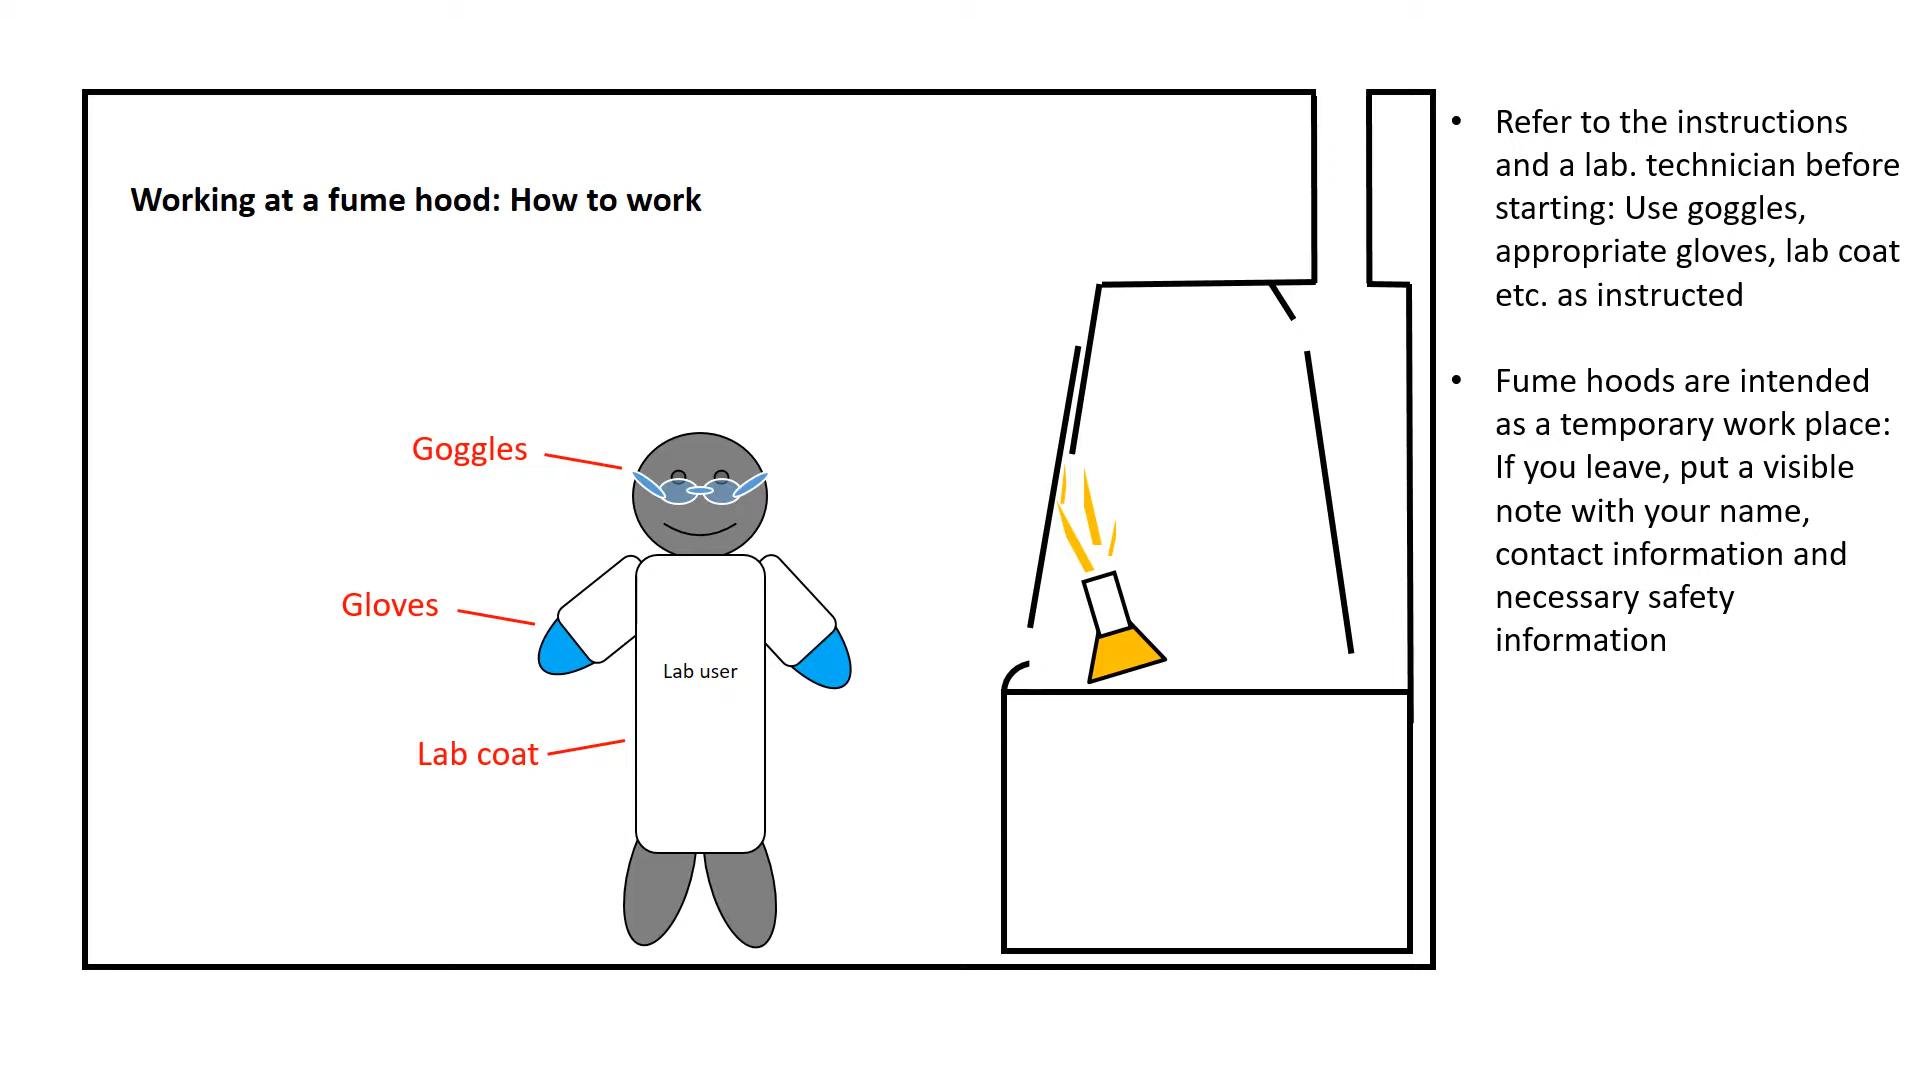 Working at a fume hood: How to work
Goggles
Gloves
Lab user
Lab coat
• Refer to the instructions
and a lab. technician before
starting: Use goggles,
appropriate gloves, lab coat
etc. as instructed
• Fume hoods are intended
as a temporary work place:
If you leave, put a visible
note with your name,
contact information and
necessary safety
information